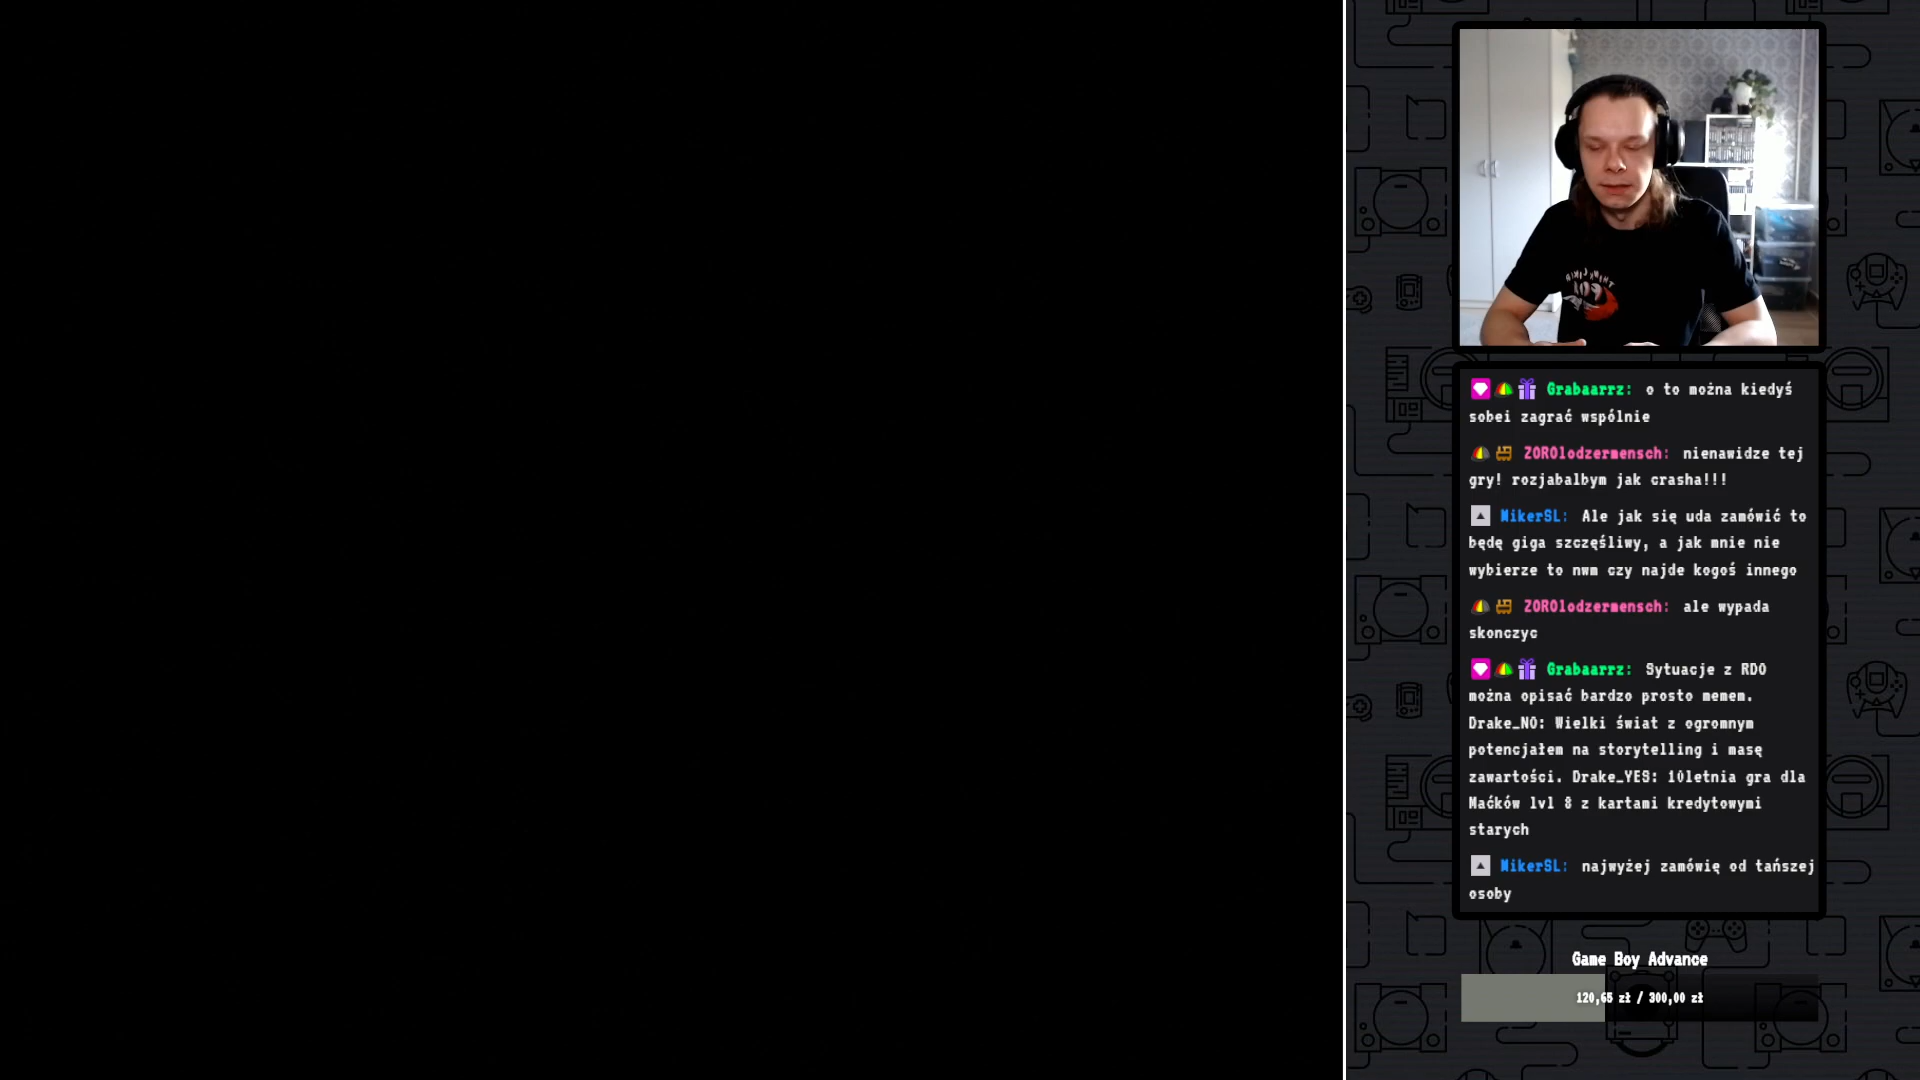 Grabaarrz: o to można kiedyś
sobei zagrać wspólnie
ZOROlodzermensch: nienawidze tej
gry! rozjabalbym jak crasha!!!
NikerSL: Ale jak się uda zamówić to
będę giga szczęśliwy, a jak mnie nie
wybierze to nwm czy najde kogoś innego
ZOROlodzermensch: ale wypada
skonczyc
Grabaarrz: Sytuacje z RDO
można opisać bardzo prosto memem.
Drake_NO: Wielki świat z ogromnym
potencjałem na storytelling i masę
zawartości. Drake_YES: 10letnia gra dla
Maćków lvl 8 z kartami kredytowymi
starych
NikerSL: najwyżej zamówię od tańszej
osoby
Game Boy Advance
120,65 zł / 300,00 zł